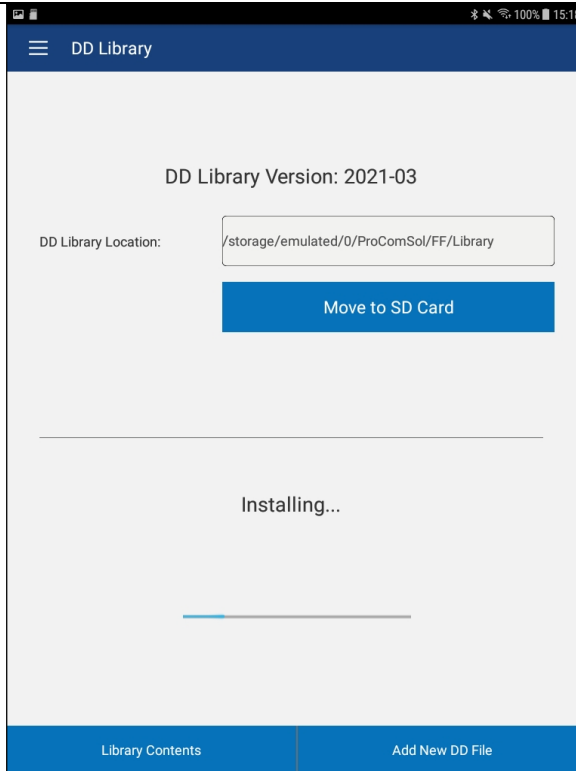 100% 15:18
DD Library
DD Library Version: 2021-03
DD Library Location:
/storage/emulated/0/ProComSol/FF/Library
Move to SD Card
Installing...
Library Contents
Add New DD File